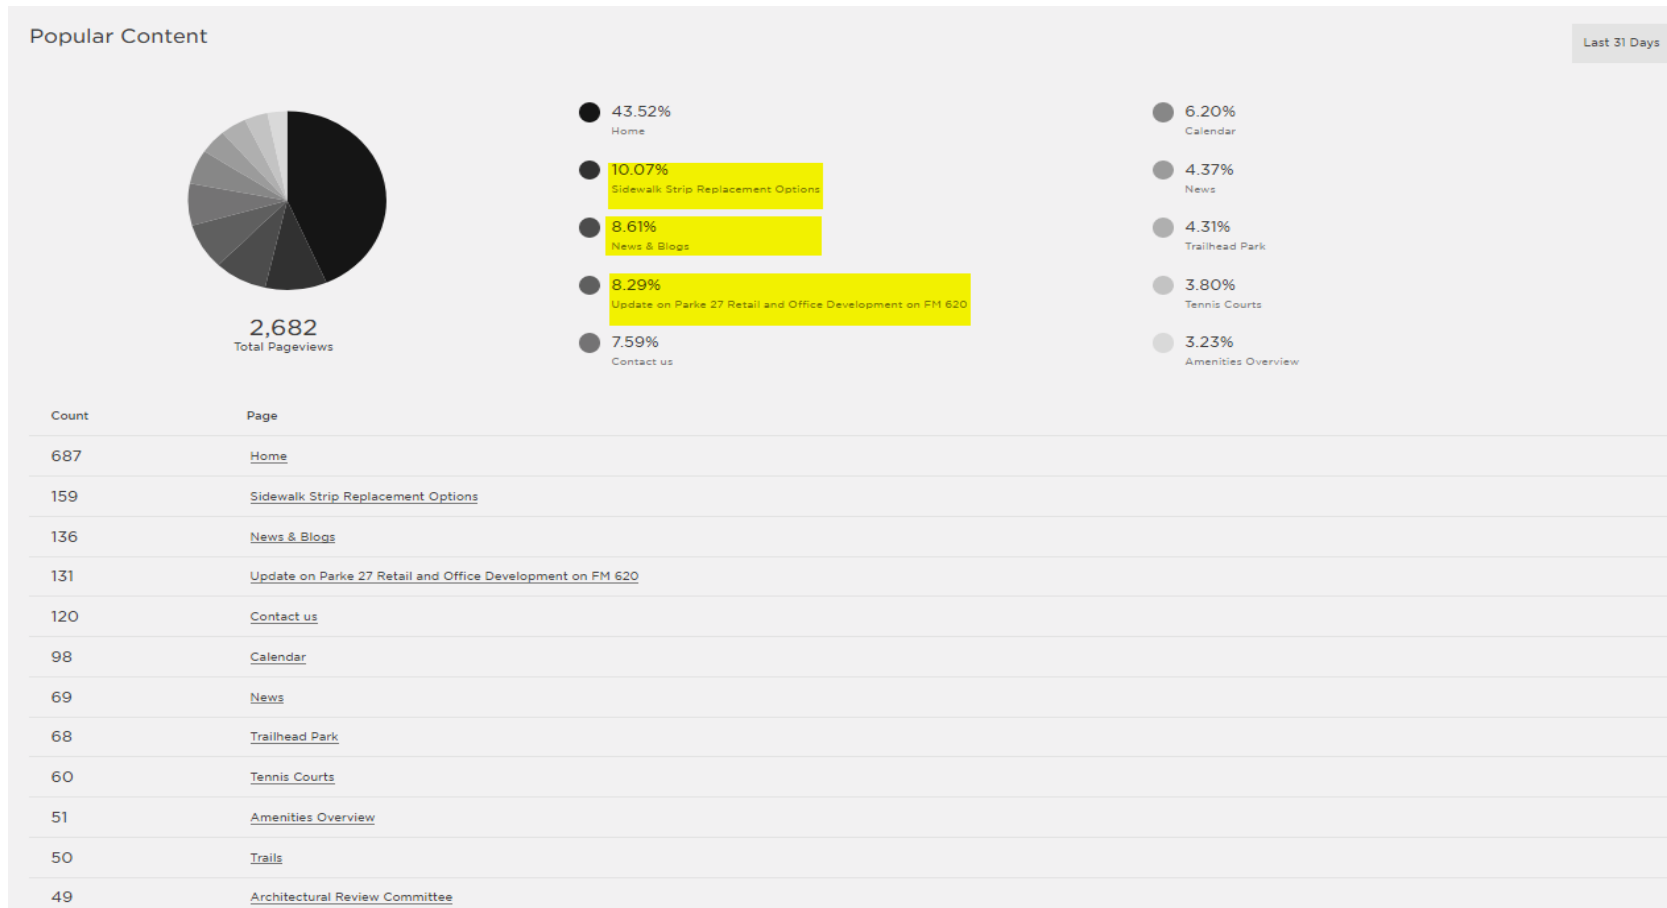 Popular Content
Last 31 Days
2,682
Total Pageviews
43.52%
Home
10.07%
Sidewalk Strip Replacement Options
8.61%
News & Blogs
8.29%
Update on Parke 27 Retail and Office Development on FM 620
7.59%
Contact us
6.20%
Calendar
4.37%
News
4.31%
Trailhead Park
3.80%
Tennis Courts
3.23%
Amenities Overview
Count Page
687 Home
159 Sidewalk Strip Replacement Options
136 News & Blogs
131 Update on Parke 27 Retail and Office Development on FM 620
120 Contact us
98 Calendar
69 News
68 Trailhead Park
60 Tennis Courts
51 Amenities Overview
50 Trails
49 Architectural Review Committee